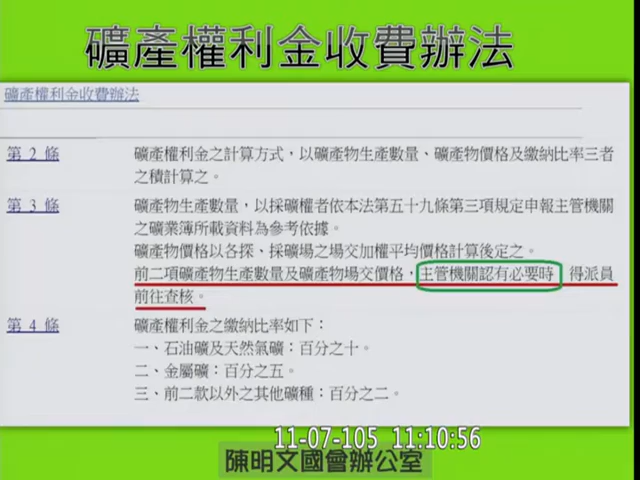 礦產權利金收費辦法
礦產權利金收費辦法
第 2 條 礦產權利金之計算方式，以礦產物生產數量、礦產物價格及繳納比率三者
之積計算之。
第 3 條 礦產物生產數量，以採礦權者依本法第五十九條第三項規定申報主管機關
之礦業簿所載資料為參考依據。
礦產物價格以各探、採礦場之場交加權平均價格計算後定之。
前二項礦產物生產數量及礦產物場交價格，主管機關認有必要時，得派員
前往查核。
第 4 條 礦產權利金之繳納比率如下：
一、石油礦及天然氣礦：百分之十。
二、金屬礦：百分之五。
三、前二款以外之其他礦種：百分之二。
11-07-105 11:10:56
陳明文國會辦公室